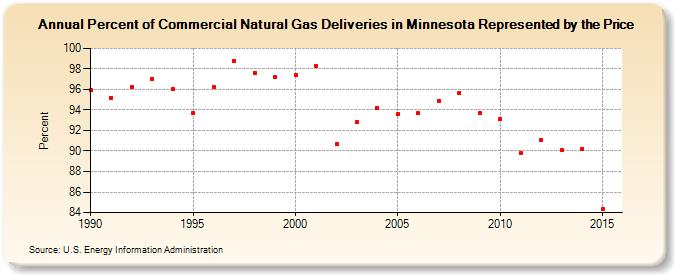 Annual Percent of Commercial Natural Gas Deliveries in Minnesota Represented by the Price
Percent
100
98
96
94
92
90
88
86
84
1990 1995 2000 2005 2010 2015
Source: U.S. Energy Information Administration